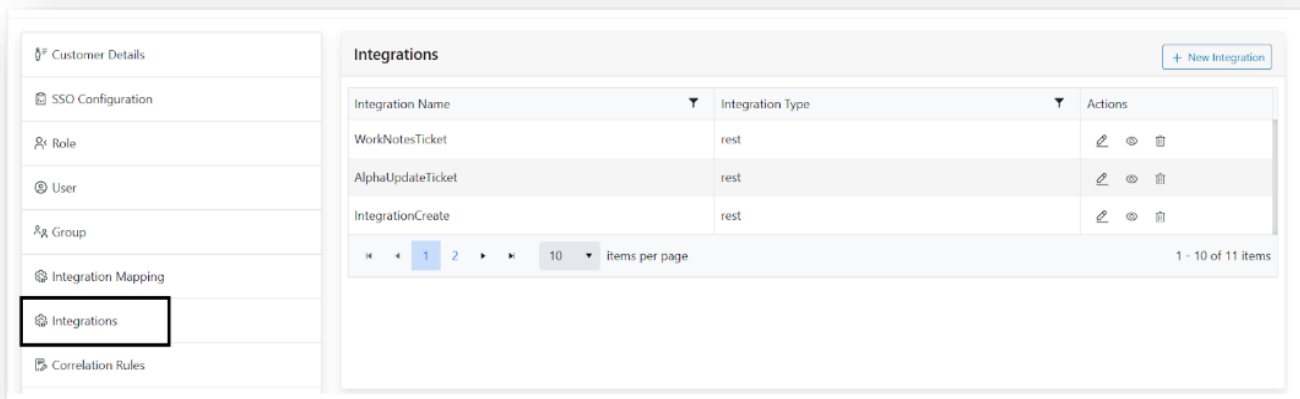 Customer Details
SSO Configuration
Role
User
Group
Integration Mapping
Integrations
Correlation Rules
Integrations
+ New Integration
Integration Name Integration Type Actions
WorkNotesTicket rest
AlphaUpdateTicket rest
IntegrationCreate rest
1 2 10 items per page 1 - 10 of 11 items